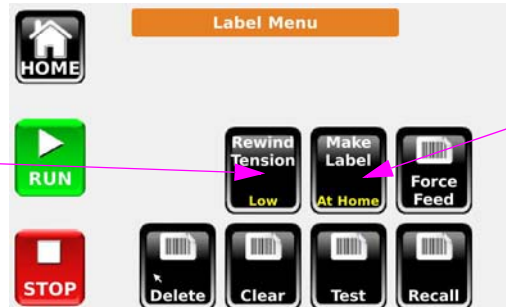 Label Menu
HOME
RUN
Rewind
Tension
Low
Make
Label
At Home
Force
Feed
STOP
Delete
Clear
Test
Recall